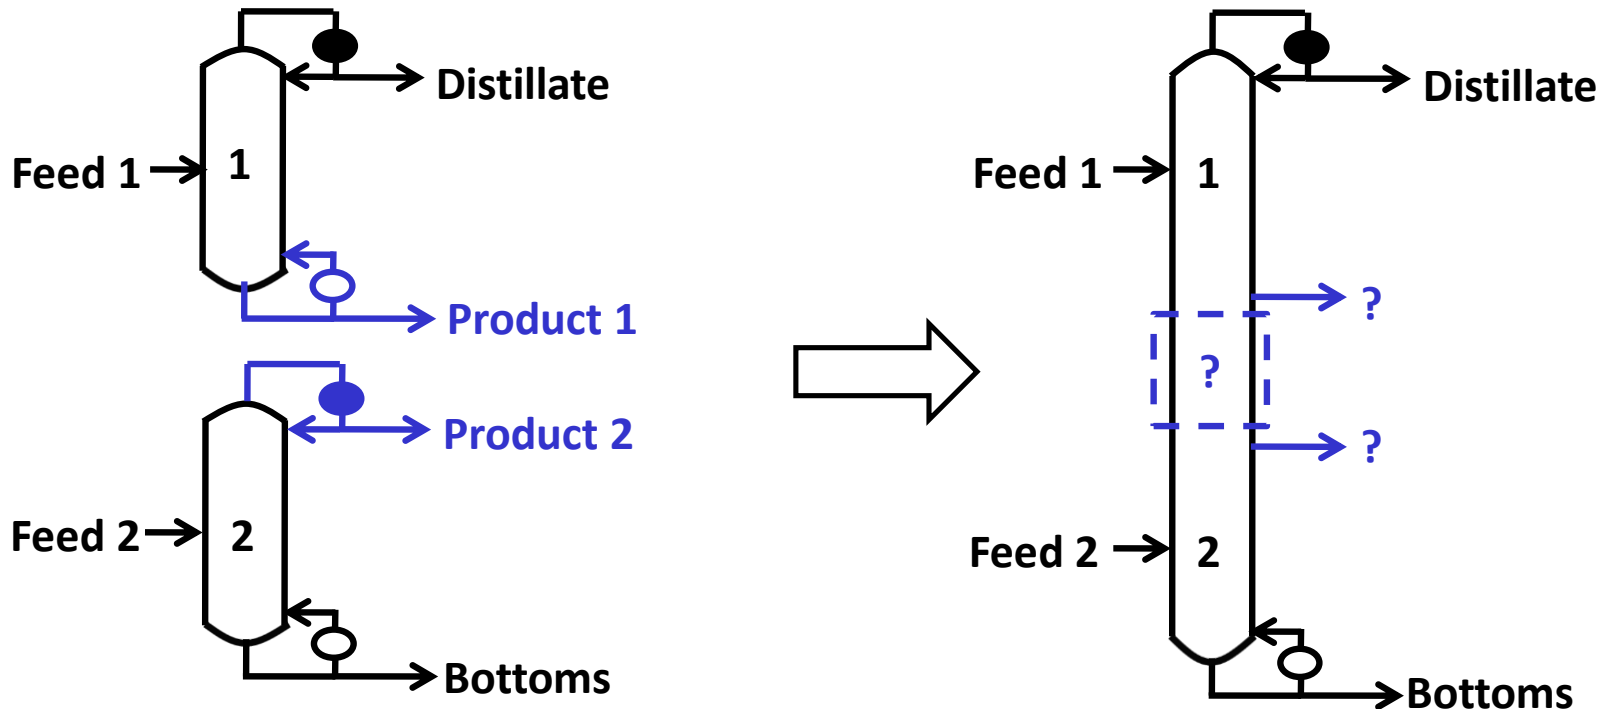 Distillate
Feed 1
1
Product 1
Product 2
Feed 2
2
Bottoms
Distillate
Feed 1
1
?
?
?
Feed 2
2
Bottoms